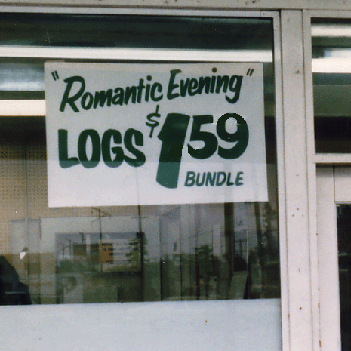 "Romantic Evening"
LOGS $1 59
BUNDLE